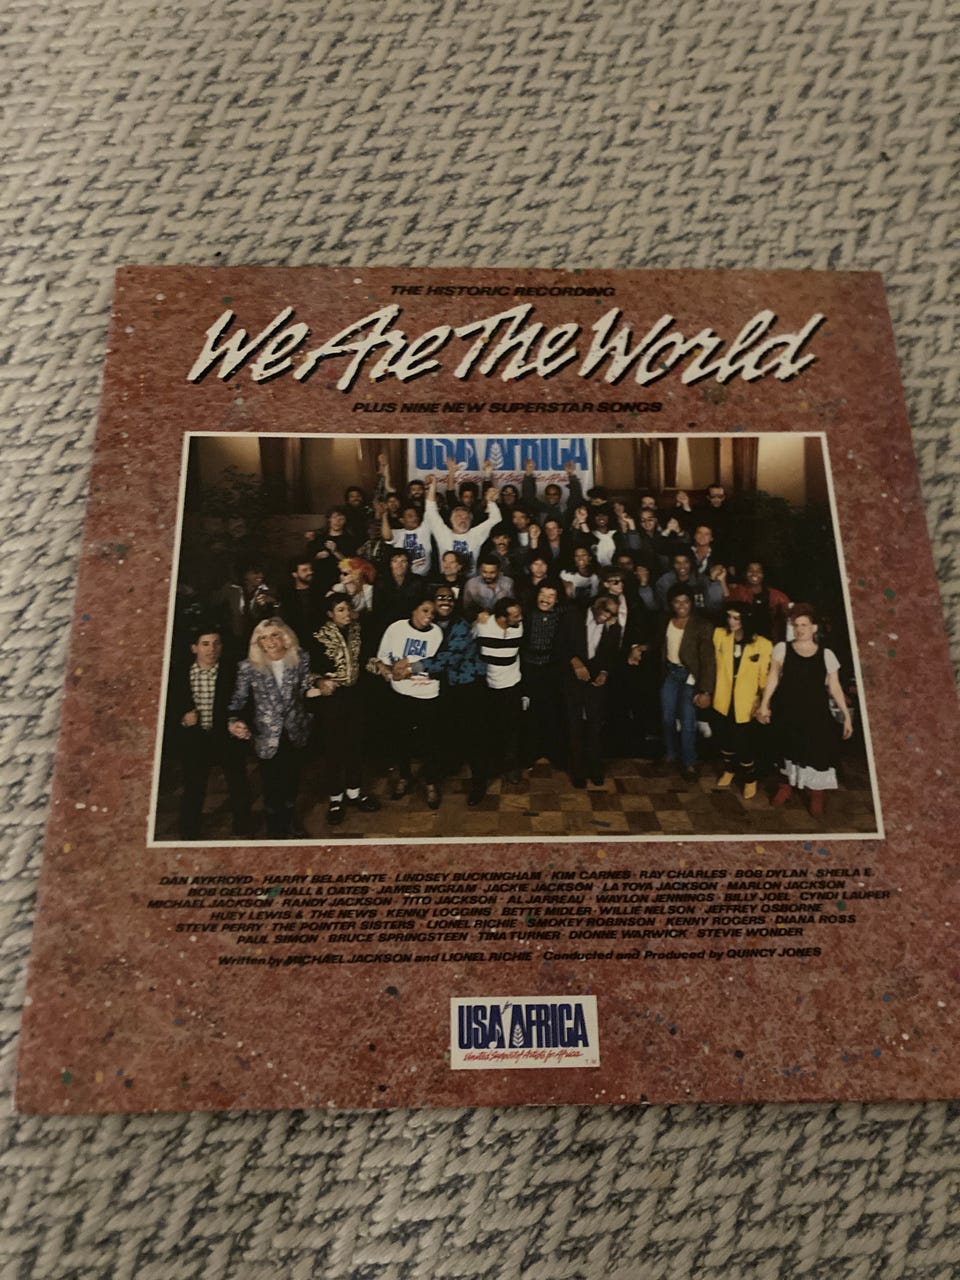 THE HISTORIC RECORDING
We Are The World
PLUS NINE NEW SUPERSTAR SONGS
USA for AFRICA
DAN AYKROYD · HARRY BELAFONTE · LINDSEY BUCKINGHAM · KIM CARNES · RAY CHARLES · BOB DYLAN · SHEILA E.
BOB GELDOF · HALL & OATES · JAMES INGRAM · JACKIE JACKSON · LA TOYA JACKSON · MARLON JACKSON
MICHAEL JACKSON · RANDY JACKSON · TITO JACKSON · AL JARREAU · WAYLON JENNINGS · BILLY JOEL · CYNDI LAUPER
HUEY LEWIS & THE NEWS · KENNY LOGGINS · BETTE MIDLER · WILLIE NELSON · JEFFREY OSBORNE
STEVE PERRY · THE POINTER SISTERS · LIONEL RICHIE · SMOKEY ROBINSON · KENNY ROGERS · DIANA ROSS
PAUL SIMON · BRUCE SPRINGSTEEN · TINA TURNER · DIONNE WARWICK · STEVIE WONDER
Written by MICHAEL JACKSON and LIONEL RICHIE · Conducted and Produced by QUINCY JONES
USA for AFRICA
United Support of Artists for Africa
T.M.